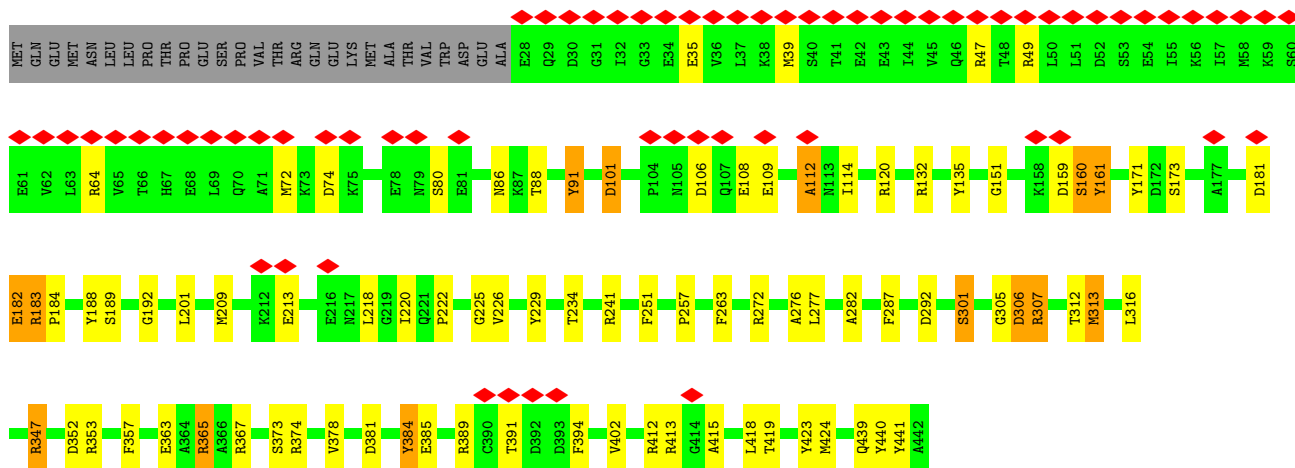 MET GLN GLU MET ASN LEU LEU PRO THR PRO GLU SER PRO VAL THR ARG GLN GLU LYS MET ALA THR VAL TRP ASP GLU ALA E28 Q29 D30 G31 I32 G33 E34 E35 V36 L37 K38 M39 S40 T41 E42 E43 I44 V45 Q46 R47 T48 R49 L50 L51 D52 S53 E54 I55 K56 I57 M58 K59 S60
E61 V62 L63 R64 V65 T66 H67 E68 L69 Q70 A71 M72 K73 D74 K75 E78 N79 S80 E81 N86 K87 T88 Y91 D101 P104 N105 D106 Q107 E108 E109 A112 N113 I114 R120 R132 Y135 G151 K158 D159 S160 Y161 Y171 D172 S173 A177 D181
E182 R183 P184 Y188 S189 G192 L201 M209 K212 E213 E216 N217 L218 G219 I220 Q221 P222 G225 V226 Y229 T234 R241 F251 P257 F263 R272 A276 L277 A282 F287 D292 S301 G305 D306 R307 T312 M313 L316
R347 D352 R353 F357 E363 A364 R365 A366 R367 S373 R374 V378 D381 Y384 E385 R389 C390 T391 D392 D393 F394 V402 R412 R413 G414 A415 L418 T419 Y423 M424 Q439 Y440 Y441 A442